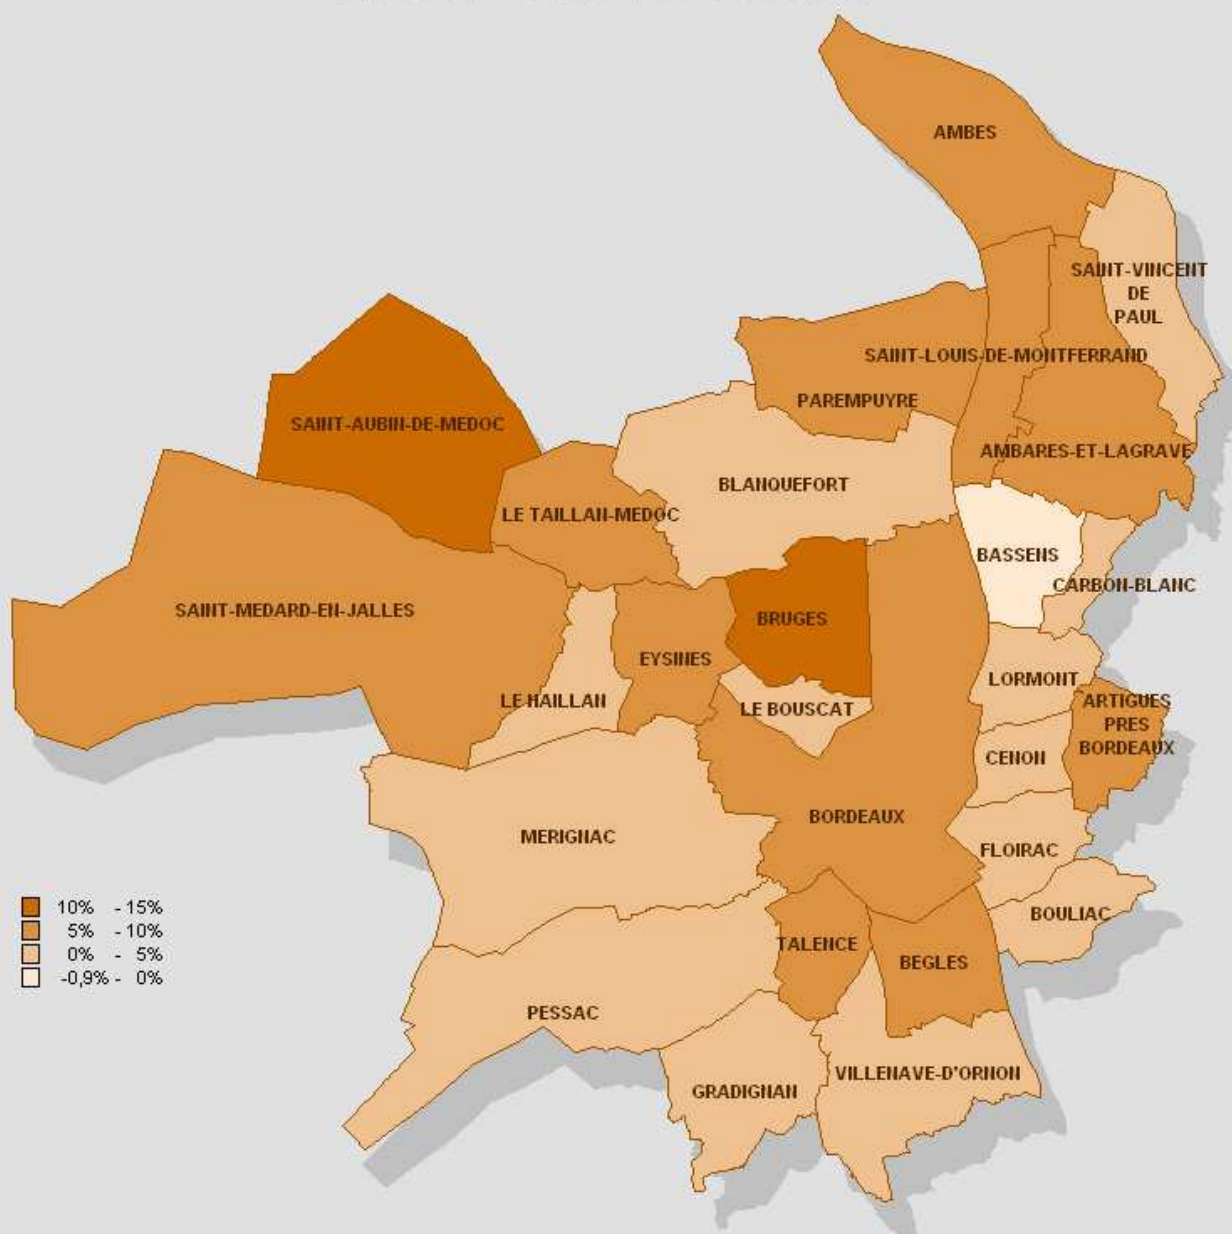 AMBES
SAINT-VINCENT
DE
PAUL
SAINT-LOUIS-DE-MONTFERRAND
PAREMPUYRE
SAINT-AUBIN-DE-MEDOC
AMBARES-ET-LAGRAVE
BLANQUEFORT
LE TAILLAN-MEDOC
BASSENS
CARBON-BLANC
SAINT-MEDARD-EN-JALLES
BRUGES
EYSINES
LORMONT
LE HAILLAN
LE BOUSCAT
ARTIGUES
PRES
BORDEAUX
CENON
BORDEAUX
MERIGNAC
FLOIRAC
BOULIAC
TALENCE
BEGLES
PESSAC
VILLENAVE-D'ORNON
GRADIGNAN
10% - 15%
5% - 10%
0% - 5%
-0,9% - 0%